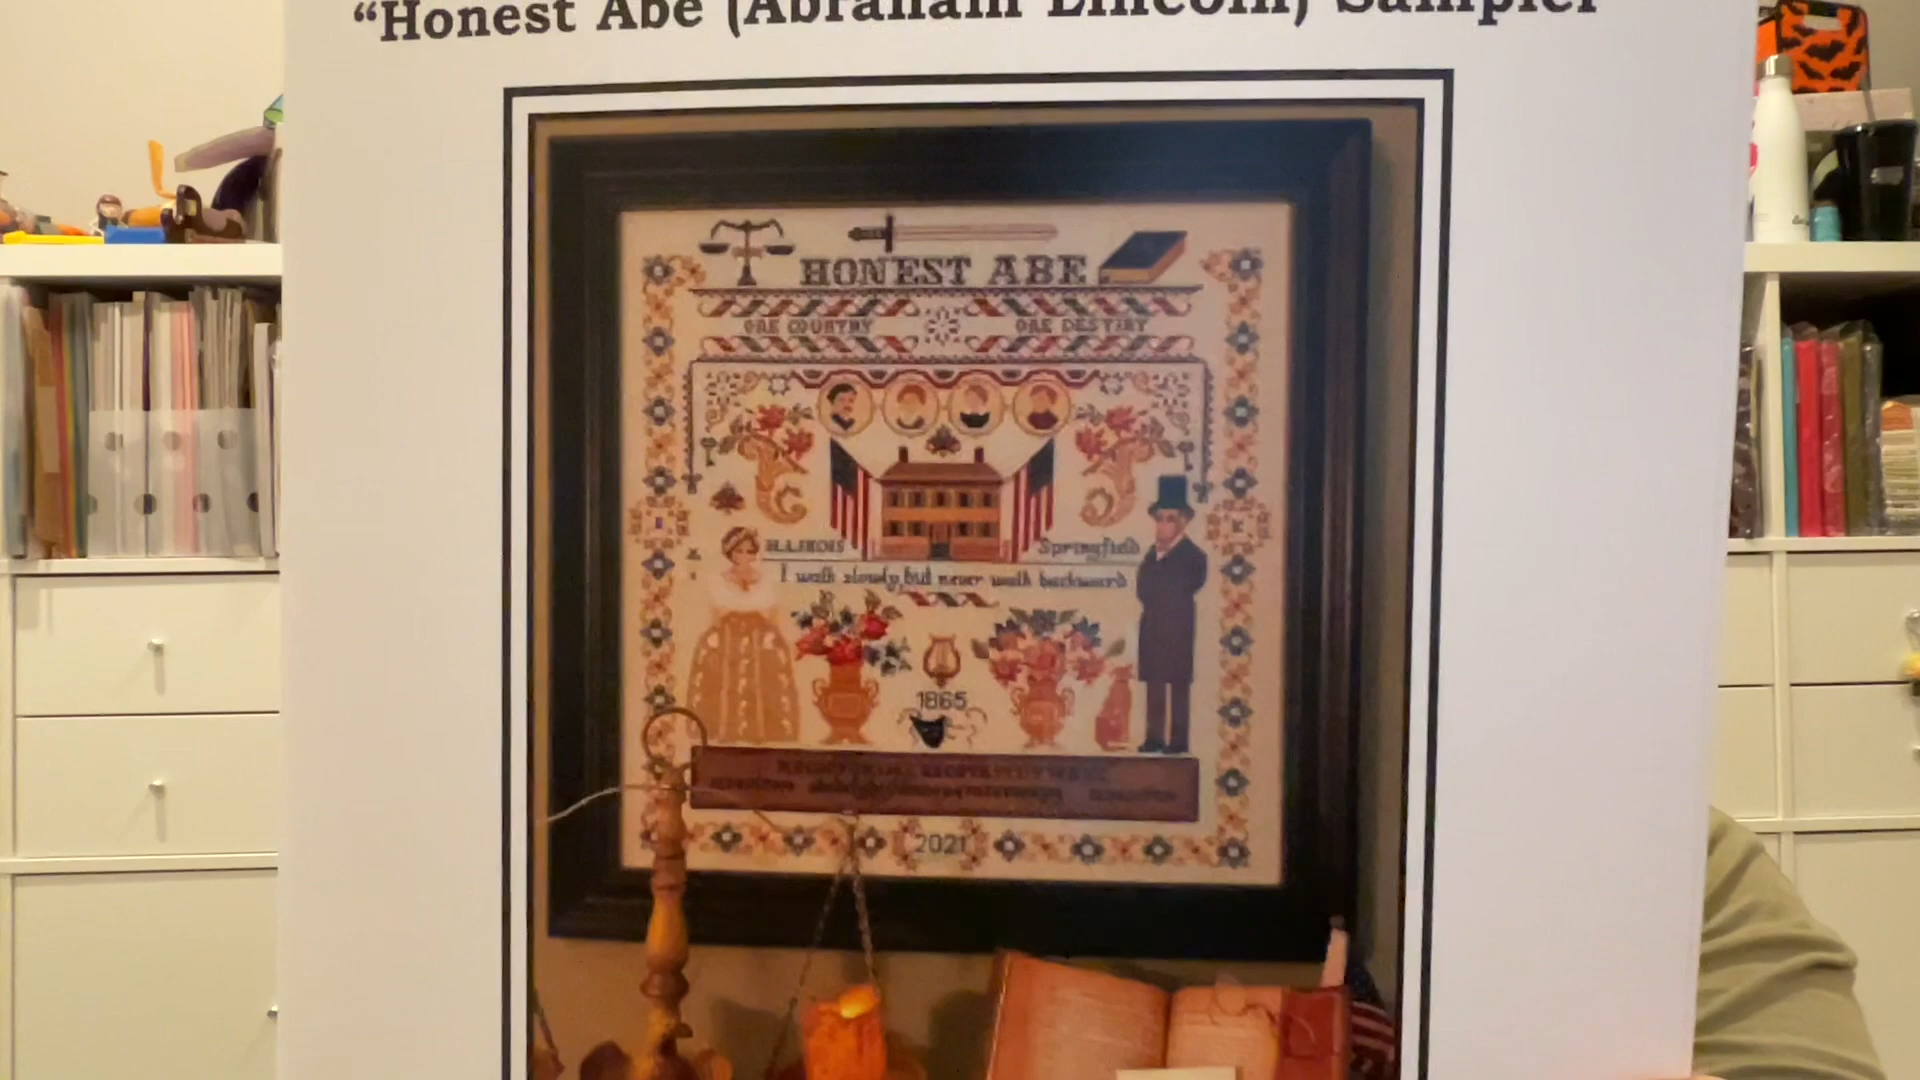 “Honest Abe (Abraham Lincoln) Sampler
HONEST ABE
ONE COUNTRY ONE DESTINY
ILLINOIS Springfield
I walk slowly, but never walk backward
1865
2021